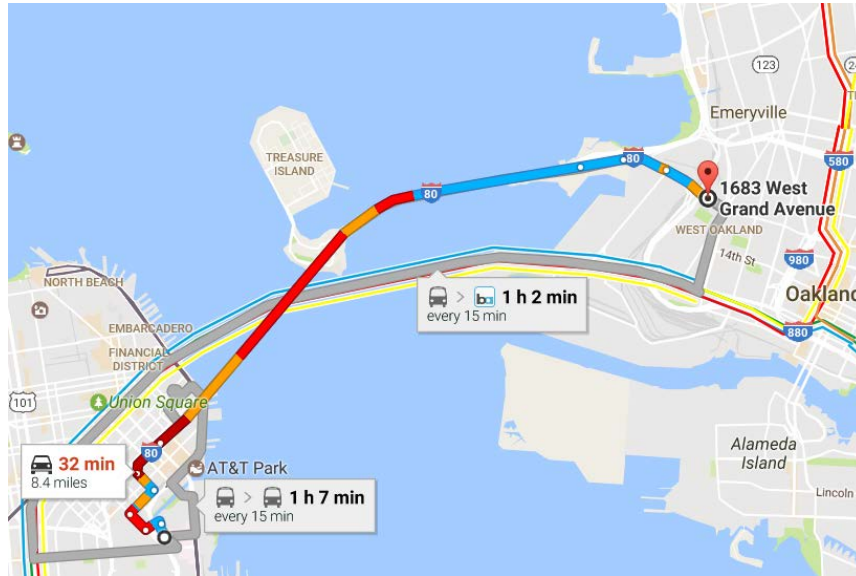 123
24
Emeryville
TREASURE
ISLAND
80
580
80
1683 West
Grand Avenue
WEST OAKLAND
14th St
980
NORTH BEACH
1 h 2 min
every 15 min
Oakland
880
EMBARCADERO
FINANCIAL
DISTRICT
101
Union Square
Alameda
Island
80
32 min
8.4 miles
AT&T Park
1 h 7 min
every 15 min
Lincoln